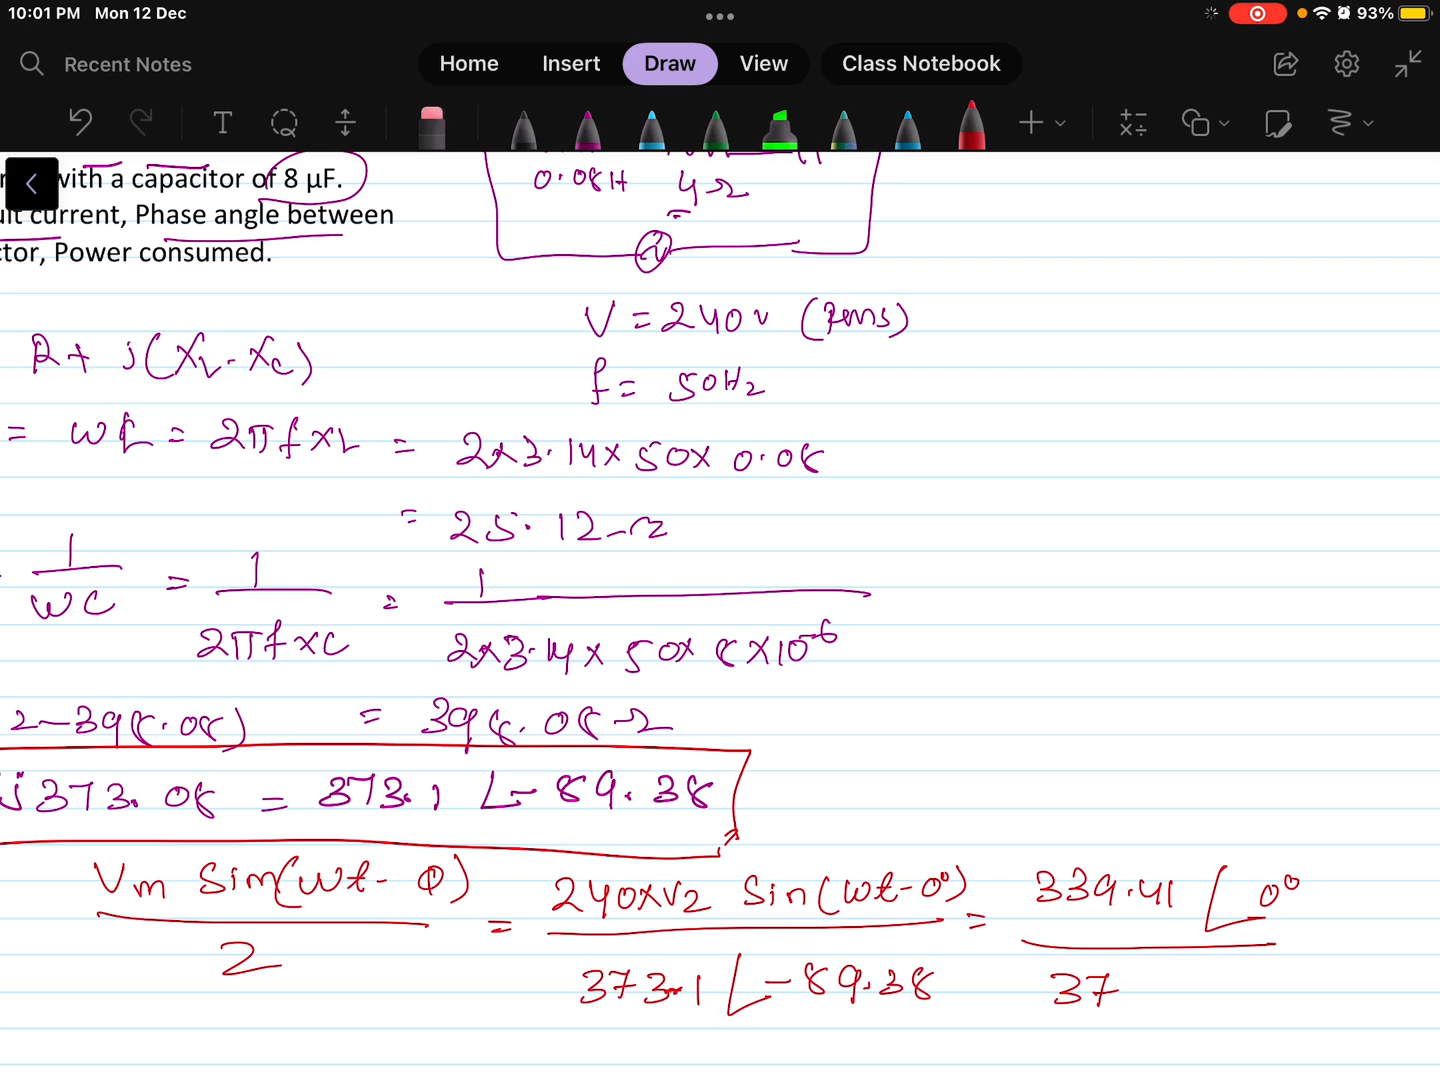 10:01 PM Mon 12 Dec 93%
Recent Notes Home Insert Draw View Class Notebook
T
with a capacitor of 8 μF.
current, Phase angle between
ctor, Power consumed.
0.08H 4Ω
V = 240v (Rms)
R + j(XL - Xc)
f = 50Hz
= ωL = 2πf×L = 2×3.14×50×0.08
= 25.12Ω
1/ωC = 1/2πf×C = 1/2×3.14×50×8×10⁻⁶
2-398.08) = 398.08Ω
j373.08 = 373.1 ∠-89.38
Vm Sin(ωt-φ)/Z = 240×√2 Sin(ωt-0°)/373.1 ∠-89.38 = 339.41 ∠0°/37